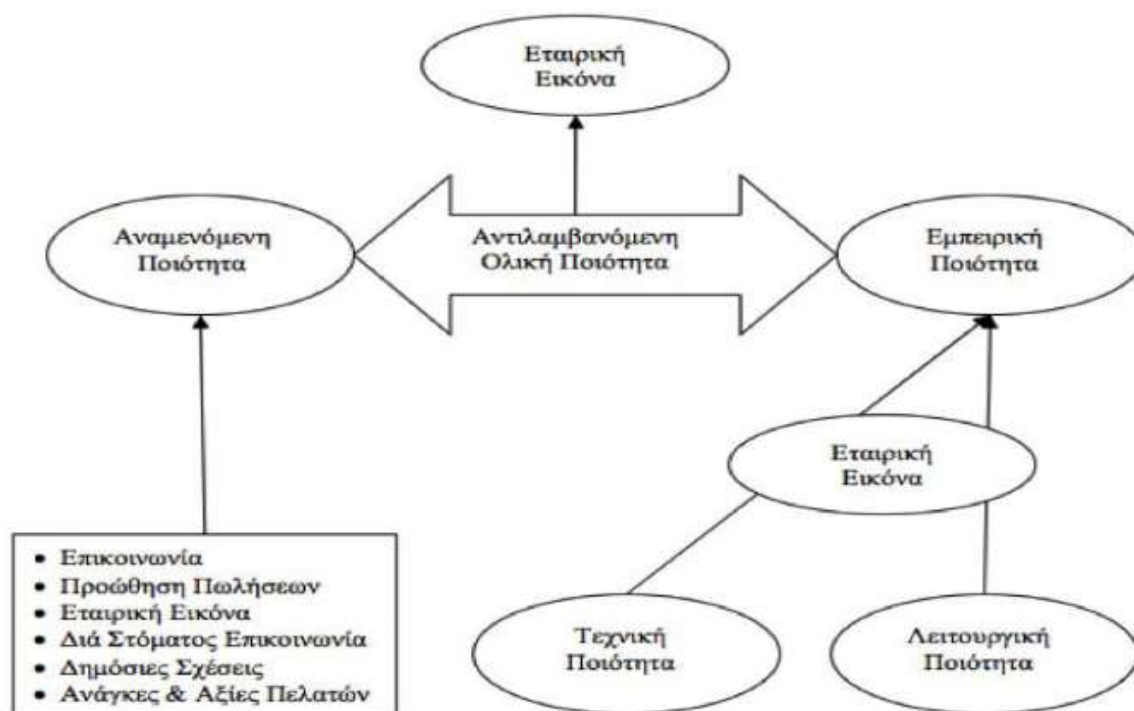 Εταιρική
Εικόνα
Αναμενόμενη
Ποιότητα
Αντιλαμβανόμενη
Ολική Ποιότητα
Εμπειρική
Ποιότητα
Εταιρική
Εικόνα
• Επικοινωνία
• Προώθηση Πωλήσεων
• Εταιρική Εικόνα
• Διά Στόματος Επικοινωνία
• Δημόσιες Σχέσεις
• Ανάγκες & Αξίες Πελατών
Τεχνική
Ποιότητα
Λειτουργική
Ποιότητα